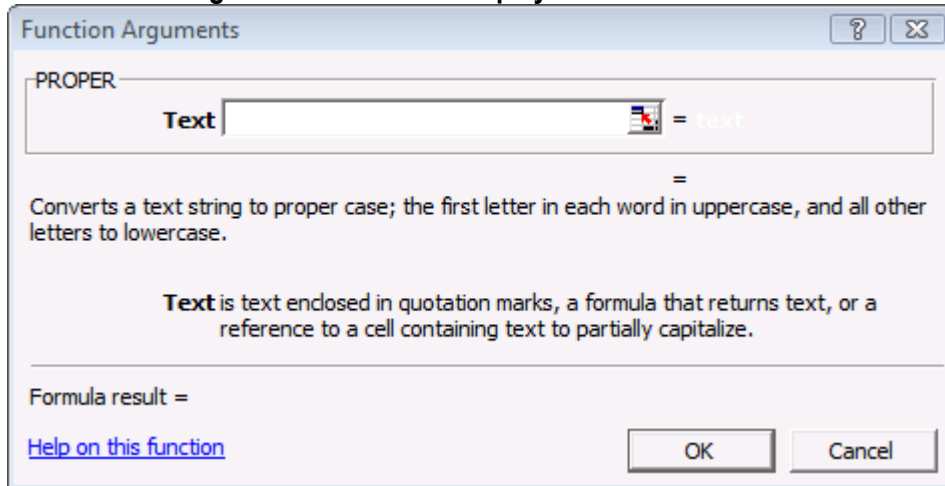 Function Arguments
PROPER
Text = text
=
Converts a text string to proper case; the first letter in each word in uppercase, and all other
letters to lowercase.
Text is text enclosed in quotation marks, a formula that returns text, or a
reference to a cell containing text to partially capitalize.
Formula result =
Help on this function
OK Cancel